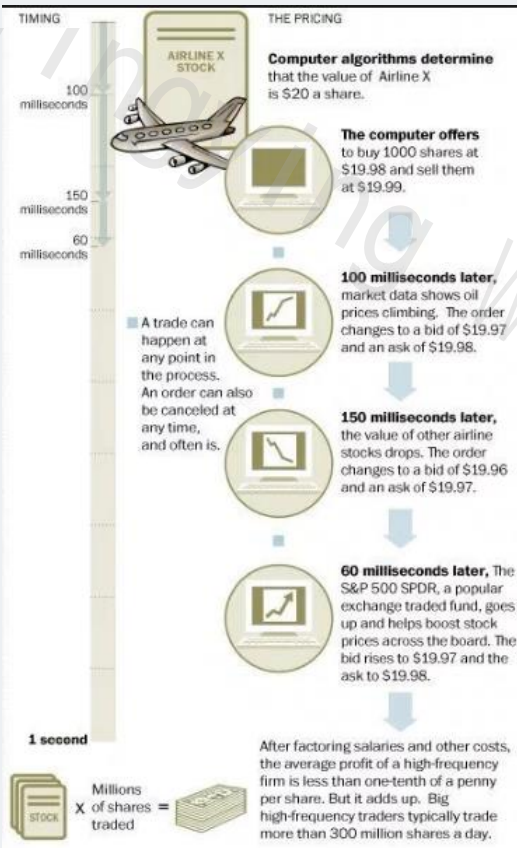 TIMING
THE PRICING
AIRLINE X
STOCK
Computer algorithms determine
that the value of Airline X
is $20 a share.
100
milliseconds
The computer offers
to buy 1000 shares at
$19.98 and sell them
at $19.99.
150
milliseconds
60
milliseconds
100 milliseconds later,
market data shows oil
prices climbing. The order
changes to a bid of $19.97
and an ask of $19.98.
A trade can
happen at
any point in
the process.
An order can also
be canceled at
any time,
and often is.
150 milliseconds later,
the value of other airline
stocks drops. The order
changes to a bid of $19.96
and an ask of $19.97.
60 milliseconds later, The
S&P 500 SPDR, a popular
exchange traded fund, goes
up and helps boost stock
prices across the board. The
bid rises to $19.97 and the
ask to $19.98.
1 second
After factoring salaries and other costs,
the average profit of a high-frequency
firm is less than one-tenth of a penny
per share. But it adds up. Big
high-frequency traders typically trade
more than 300 million shares a day.
STOCK
X
Millions
of shares
traded
=